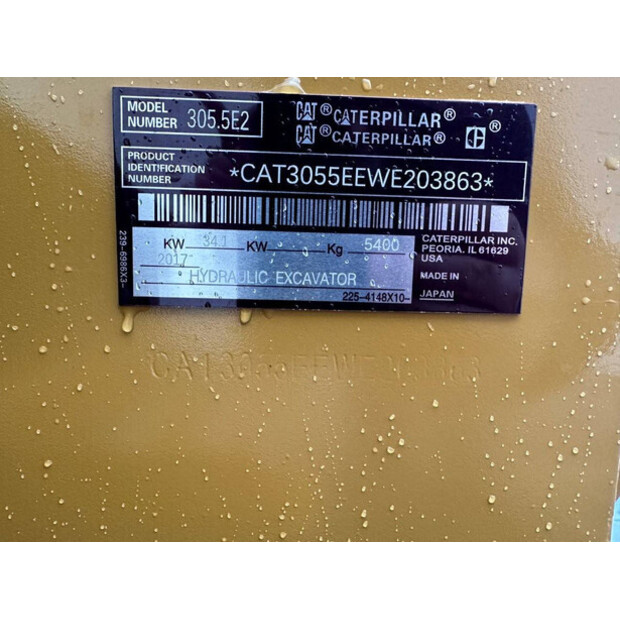 MODEL
NUMBER 305.5E2
CAT® CATERPILLAR®
CAT® CATERPILLAR® ®
PRODUCT
IDENTIFICATION
NUMBER *CAT3055EEWE203863*
KW 34.1 KW Kg 5400
2017
HYDRAULIC EXCAVATOR
225-4148X10-
CATERPILLAR INC.
PEORIA, IL 61629
USA
MADE IN
JAPAN
239-6986X3-